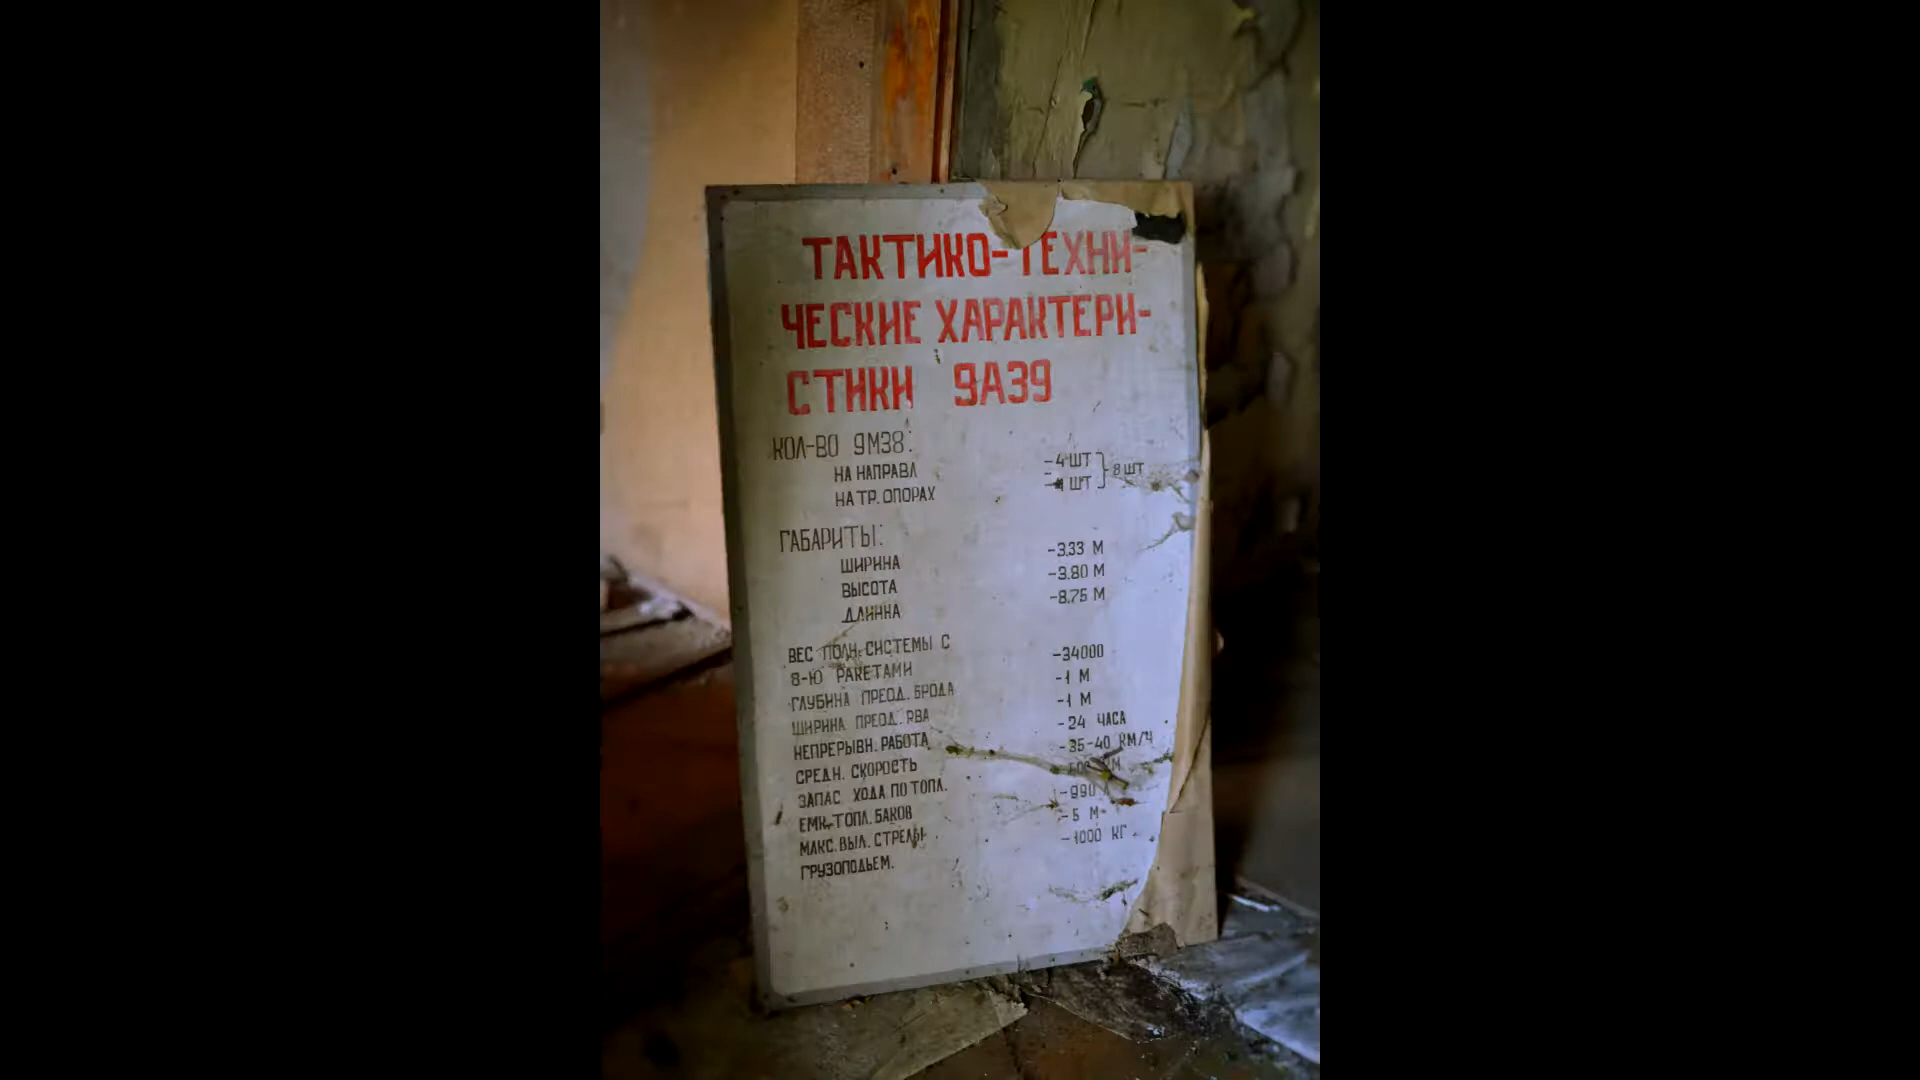 ТАКТИКО-ТЕХНИ-
ЧЕСКИЕ ХАРАКТЕРИ-
СТИКИ 9А39
КОЛ-ВО 9М38:
НА НАПРАВЛ -4 ШТ
НА ТР. ОПОРАХ ШТ 8 ШТ
ГАБАРИТЫ:
ШИРИНА -3.33 М
ВЫСОТА -3.80 М
ДЛИННА -8.75 М
ВЕС ПОЛН. СИСТЕМЫ С
8-Ю РАКЕТАМИ -34000
ГЛУБИНА ПРЕОД. БРОДА -1 М
ШИРИНА ПРЕОД. РВА -1 М
НЕПРЕРЫВН. РАБОТА -24 ЧАСА
СРЕДН. СКОРОСТЬ -35-40 КМ/Ч
ЗАПАС ХОДА ПО ТОПЛ. КМ
ЕМК. ТОПЛ. БАКОВ -990 Л
МАКС. ВЫЛ. СТРЕЛЫ -5 М
ГРУЗОПОДЬЕМ. -1000 КГ.